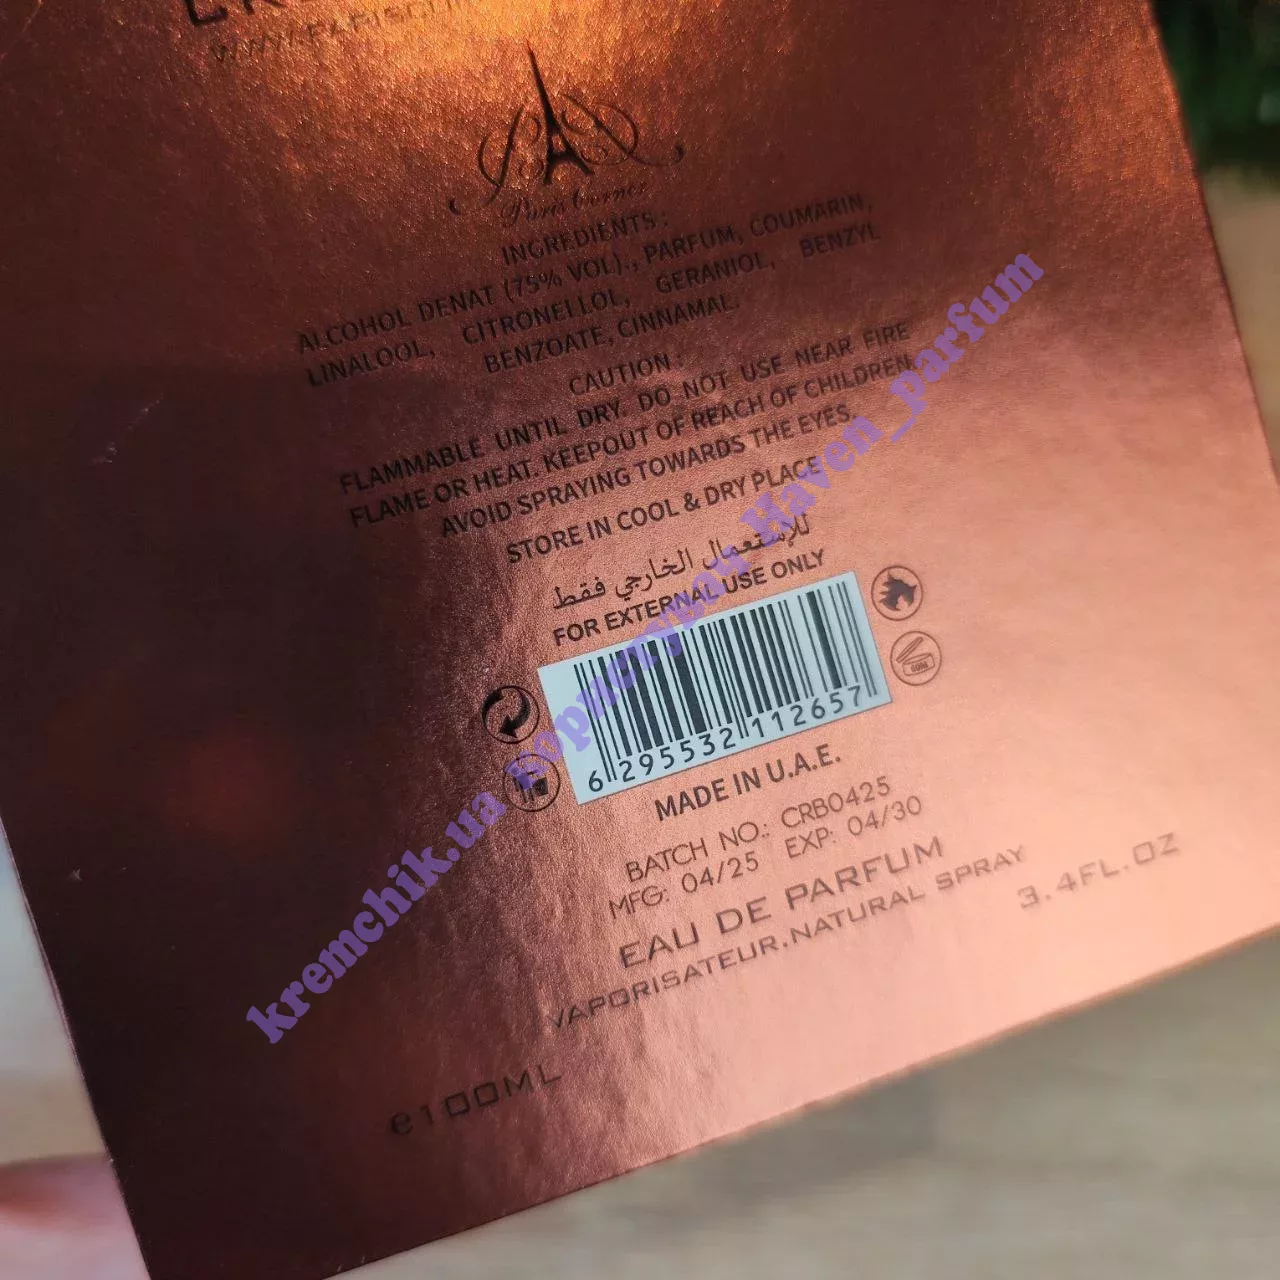 Paris Corner
INGREDIENTS :
ALCOHOL DENAT (75% VOL)., PARFUM, COUMARIN,
LINALOOL, CITRONELLOL, GERANIOL, BENZYL
BENZOATE, CINNAMAL.
CAUTION :
FLAMMABLE UNTIL DRY. DO NOT USE NEAR FIRE
FLAME OR HEAT. KEEPOUT OF REACH OF CHILDREN.
AVOID SPRAYING TOWARDS THE EYES.
STORE IN COOL & DRY PLACE
للإستعمال الخارجي فقط
FOR EXTERNAL USE ONLY
6 295532 112657
MADE IN U.A.E.
BATCH NO.: CRB0425
MFG: 04/25 EXP: 04/30
EAU DE PARFUM
VAPORISATEUR.NATURAL SPRAY
e100ML
3.4FL.OZ
kremchik.ua користувач Haven_parfum